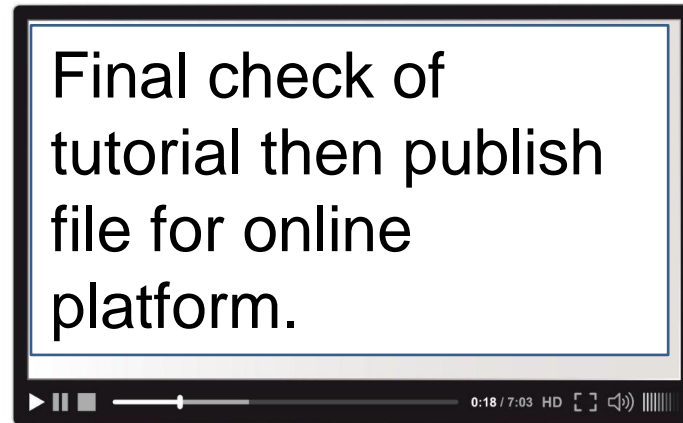 Final check of
tutorial then publish
file for online
platform.
0:18 / 7:03 HD